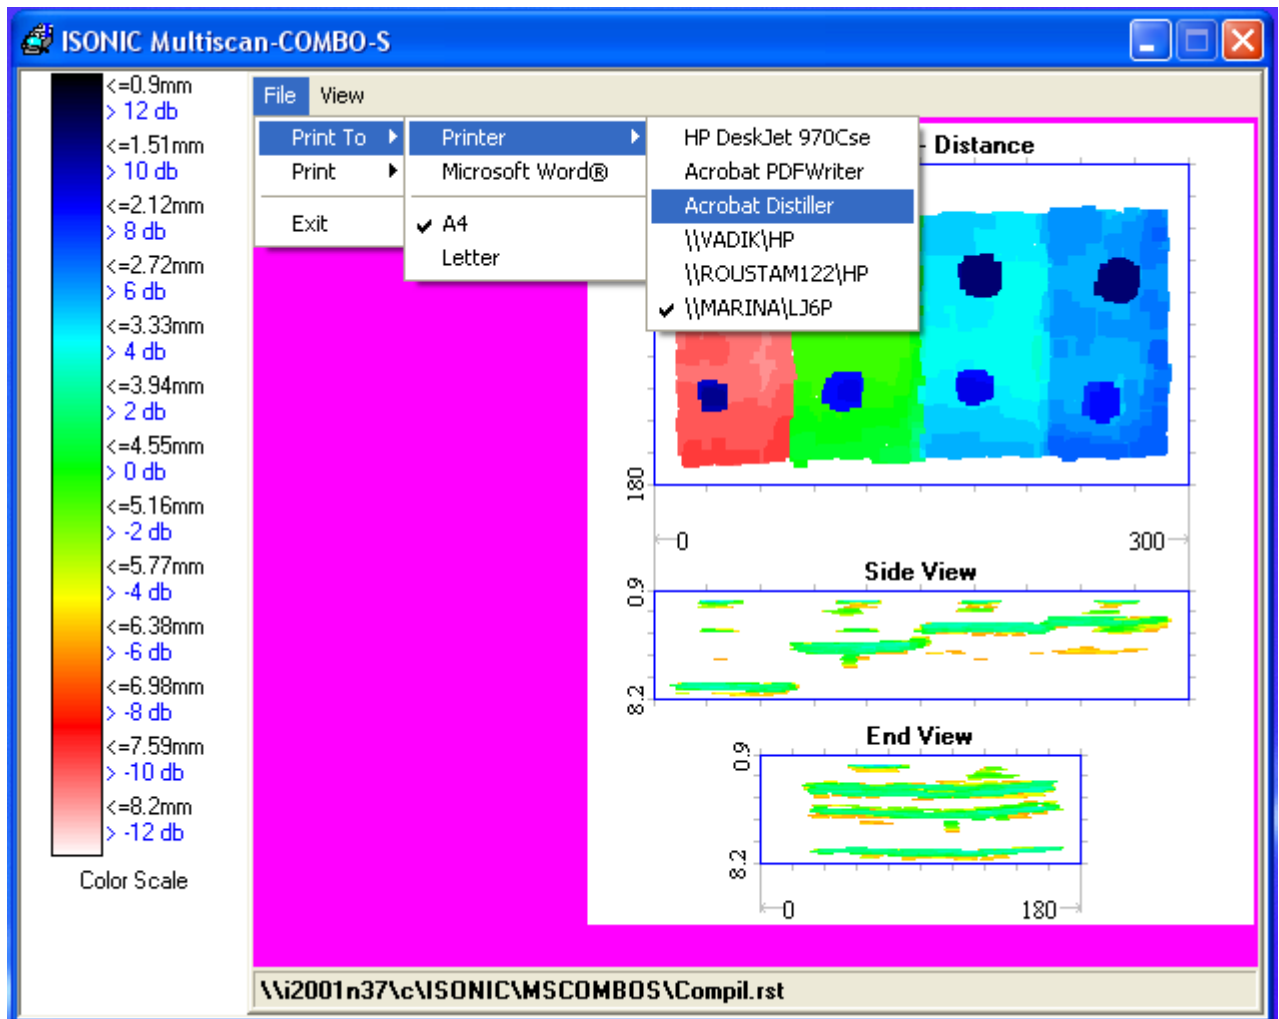 ISONIC Multiscan-COMBO-S
<=0.9mm
> 12 db
<=1.51mm
> 10 db
<=2.12mm
> 8 db
<=2.72mm
> 6 db
<=3.33mm
> 4 db
<=3.94mm
> 2 db
<=4.55mm
> 0 db
<=5.16mm
> -2 db
<=5.77mm
> -4 db
<=6.38mm
> -6 db
<=6.98mm
> -8 db
<=7.59mm
> -10 db
<=8.2mm
> -12 db
Color Scale
File View
Print To
Print
Exit
Printer
Microsoft Word®
A4
Letter
HP DeskJet 970Cse
Acrobat PDFWriter
Acrobat Distiller
\\VADIK\HP
\\ROUSTAM122\HP
\\MARINA\LJ6P
- Distance
180
0 300
Side View
0.9
8.2
End View
0.9
8.2
0 180
\\i2001n37\c\ISONIC\MSCOMBOS\Compil.rst